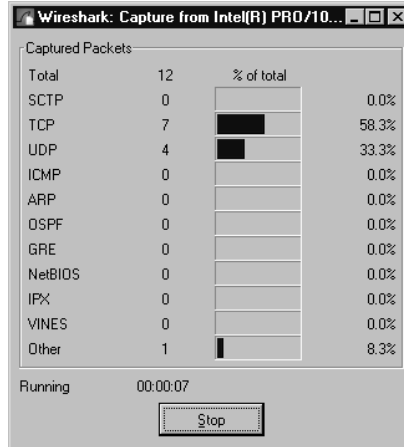 Wireshark: Capture from Intel(R) PRO/10...
Captured Packets
Total 12 % of total
SCTP 0 0.0%
TCP 7 58.3%
UDP 4 33.3%
ICMP 0 0.0%
ARP 0 0.0%
OSPF 0 0.0%
GRE 0 0.0%
NetBIOS 0 0.0%
IPX 0 0.0%
VINES 0 0.0%
Other 1 8.3%
Running 00:00:07
Stop